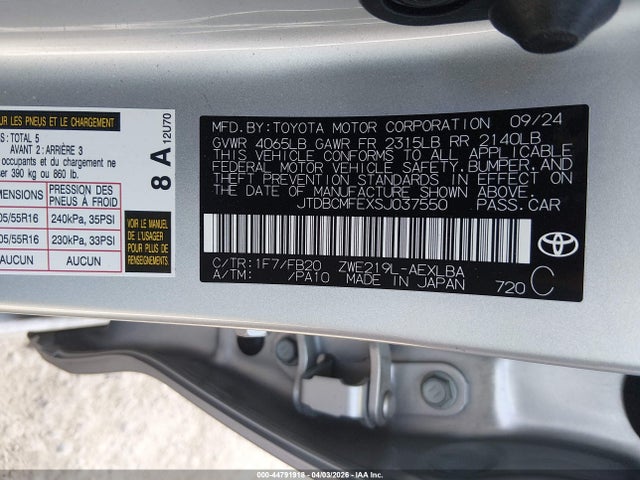 UR LES PNEUS ET LE CHARGEMENT
S: TOTAL 5
AVANT 2: ARRIÈRE 3
occupants et du chargement ne
er 390 kg ou 860 lb.
MENSIONS PRESSION DES PNEUS À FROID
05/55R16 240kPa, 35PSI
05/55R16 230kPa, 33PSI
AUCUN AUCUN
VOIR LE MANUEL DE L'USAGER POUR PLUS DE RENSEIGNEMENTS
8A 12U70
MFD.BY: TOYOTA MOTOR CORPORATION 09/24
GVWR 4065LB GAWR FR 2315LB RR 2140LB
THIS VEHICLE CONFORMS TO ALL APPLICABLE
FEDERAL MOTOR VEHICLE SAFETY, BUMPER, AND
THEFT PREVENTION STANDARDS IN EFFECT ON
THE DATE OF MANUFACTURE SHOWN ABOVE.
JTDBCMFEXSJ037550 PASS.CAR
C/TR: 1F7/FB20 ZWE219L-AEXLBA
A/TM: /PA10 MADE IN JAPAN 720 C
TOYOTA
000-44791918 04/03/2026 IAA Inc.